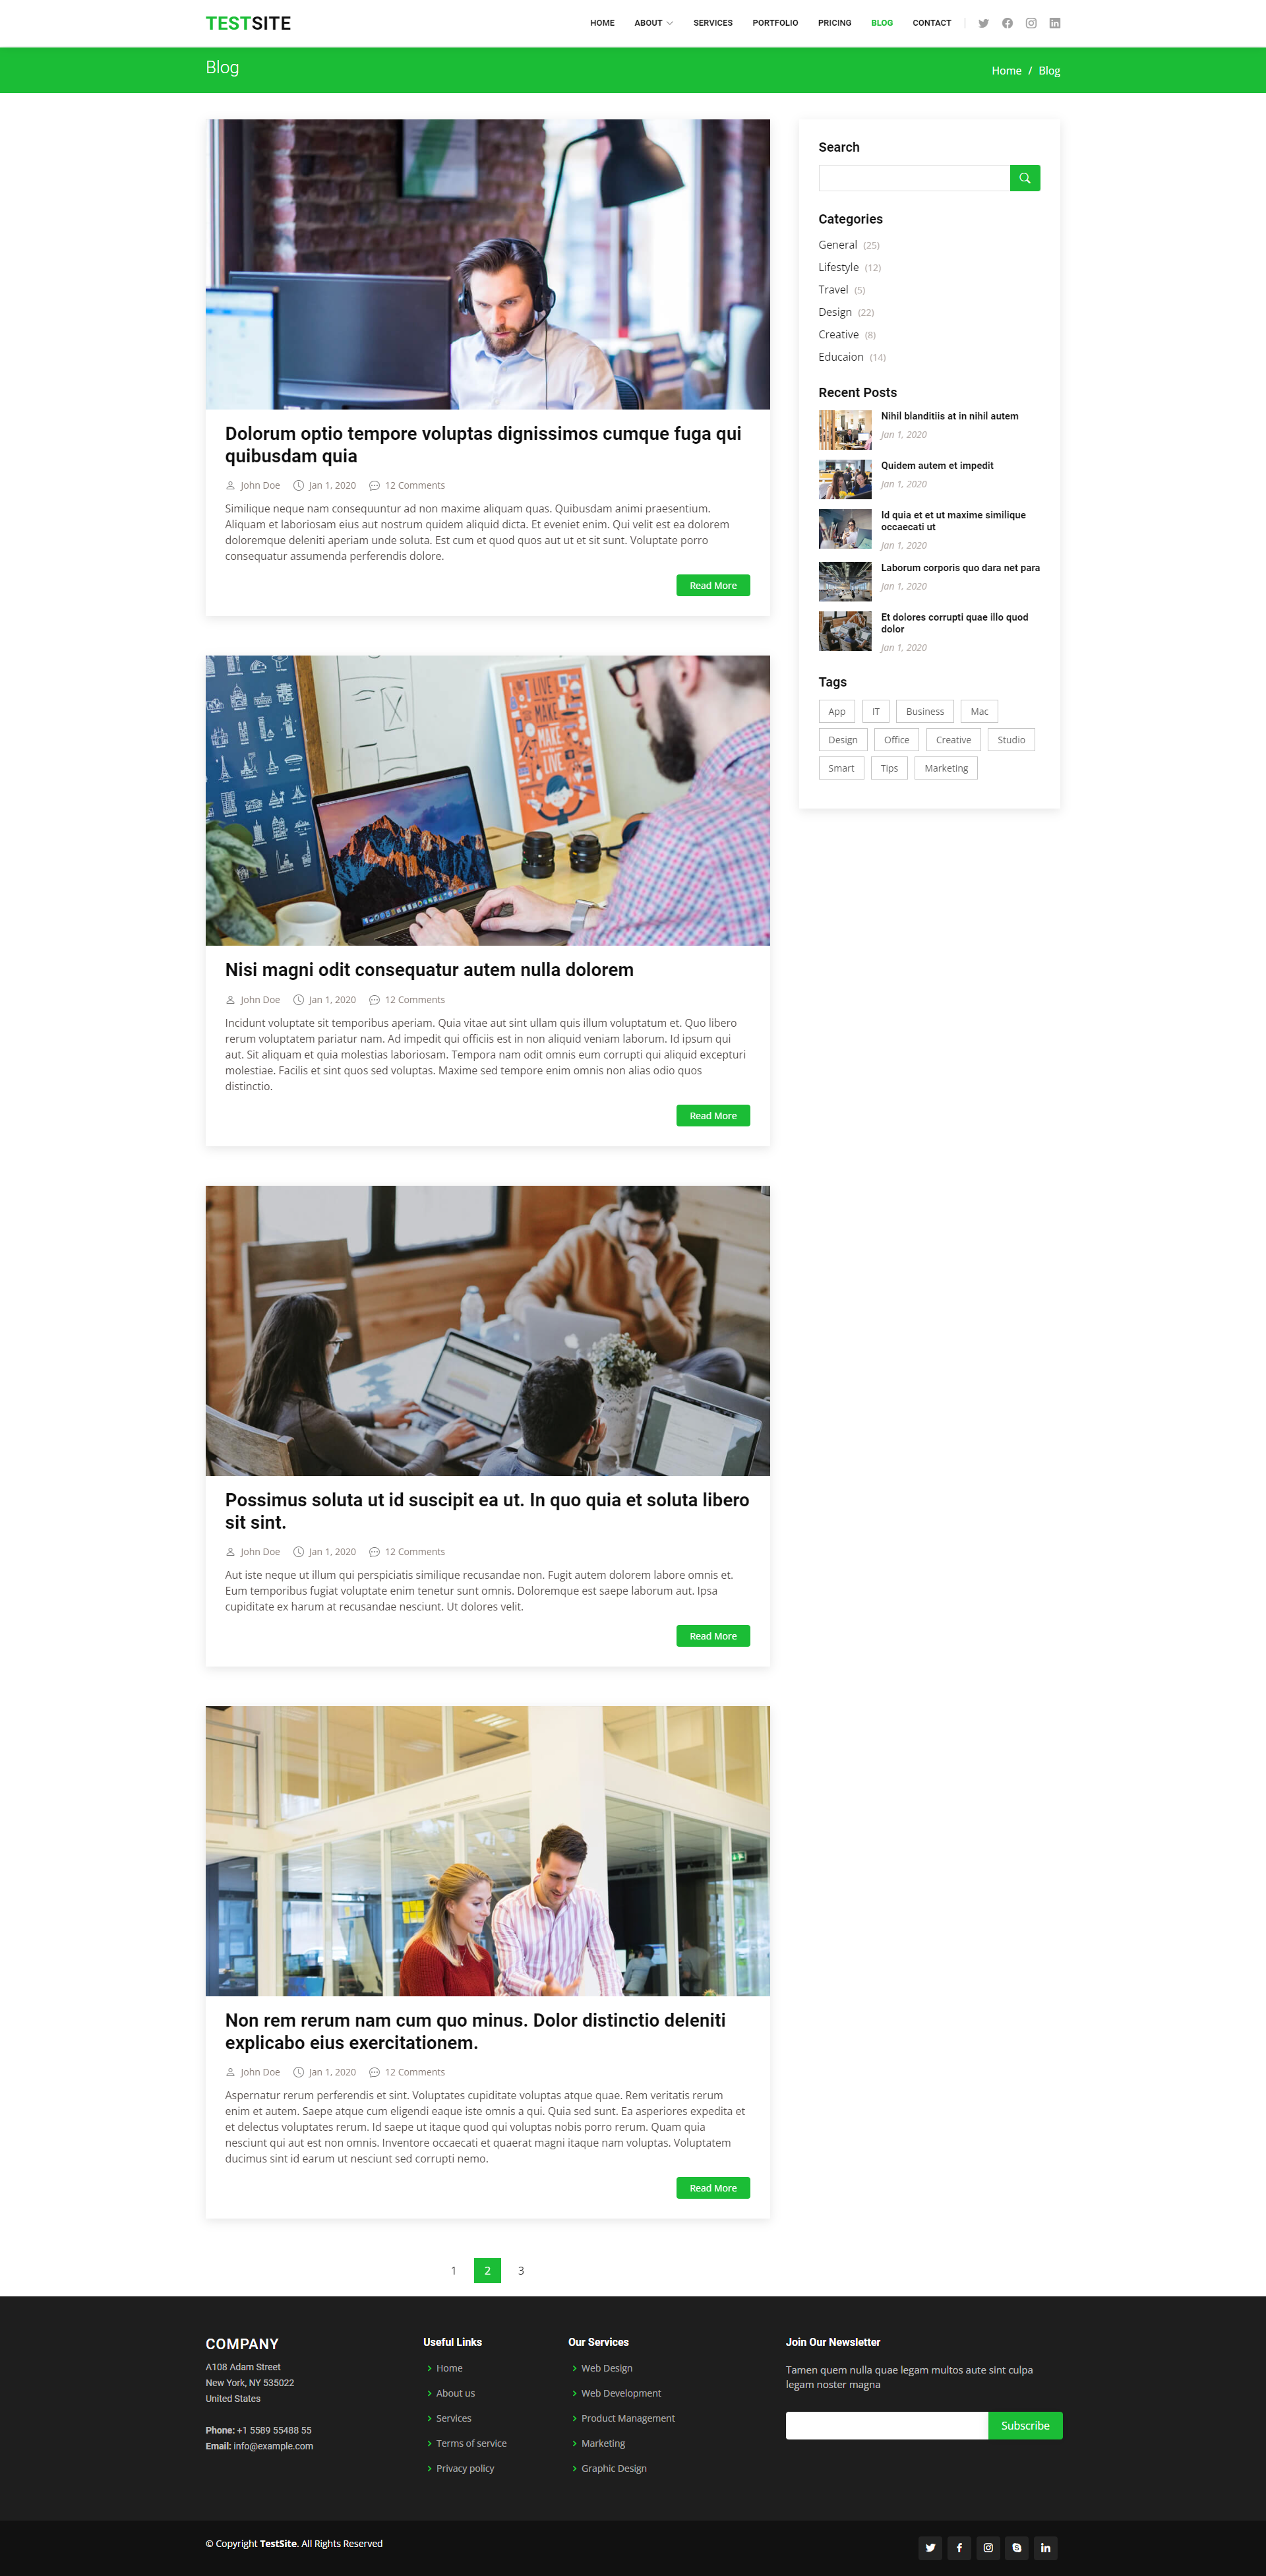 TESTSITE
HOME ABOUT SERVICES PORTFOLIO PRICING BLOG CONTACT
Blog
Home / Blog
Dolorum optio tempore voluptas dignissimos cumque fuga qui
quibusdam quia
John Doe Jan 1, 2020 12 Comments
Similique neque nam consequuntur ad non maxime aliquam quas. Quibusdam animi praesentium.
Aliquam et laboriosam eius aut nostrum quidem aliquid dicta. Et eveniet enim. Qui velit est ea dolorem
doloremque deleniti aperiam unde soluta. Est cum et quod quos aut ut et sit sunt. Voluptate porro
consequatur assumenda perferendis dolore.
Read More
Nisi magni odit consequatur autem nulla dolorem
John Doe Jan 1, 2020 12 Comments
Incidunt voluptate sit temporibus aperiam. Quia vitae aut sint ullam quis illum voluptatum et. Quo libero
rerum voluptatem pariatur nam. Ad impedit qui officiis est in non aliquid veniam laborum. Id ipsum qui
aut. Sit aliquam et quia molestias laboriosam. Tempora nam odit omnis eum corrupti qui aliquid excepturi
molestiae. Facilis et sint quos sed voluptas. Maxime sed tempore enim omnis non alias odio quos
distinctio.
Read More
Possimus soluta ut id suscipit ea ut. In quo quia et soluta libero
sit sint.
John Doe Jan 1, 2020 12 Comments
Aut iste neque ut illum qui perspiciatis similique recusandae non. Fugit autem dolorem labore omnis et.
Eum temporibus fugiat voluptate enim tenetur sunt omnis. Doloremque est saepe laborum aut. Ipsa
cupiditate ex harum at recusandae nesciunt. Ut dolores velit.
Read More
Non rem rerum nam cum quo minus. Dolor distinctio deleniti
explicabo eius exercitationem.
John Doe Jan 1, 2020 12 Comments
Aspernatur rerum perferendis et sint. Voluptates cupiditate voluptas atque quae. Rem veritatis rerum
enim et autem. Saepe atque cum eligendi eaque iste omnis a qui. Quia sed sunt. Ea asperiores expedita et
et delectus voluptates rerum. Id saepe ut itaque quod qui voluptas nobis porro rerum. Quam quia
nesciunt qui aut est non omnis. Inventore occaecati et quaerat magni itaque nam voluptas. Voluptatem
ducimus sint id earum ut nesciunt sed corrupti nemo.
Read More
1 2 3
Search
Categories
General (25)
Lifestyle (12)
Travel (5)
Design (22)
Creative (8)
Educaion (14)
Recent Posts
Nihil blanditiis at in nihil autem
Jan 1, 2020
Quidem autem et impedit
Jan 1, 2020
Id quia et et ut maxime similique
occaecati ut
Jan 1, 2020
Laborum corporis quo dara net para
Jan 1, 2020
Et dolores corrupti quae illo quod
dolor
Jan 1, 2020
Tags
App IT Business Mac
Design Office Creative Studio
Smart Tips Marketing
COMPANY
A108 Adam Street
New York, NY 535022
United States
Phone: +1 5589 55488 55
Email: info@example.com
Useful Links
Home
About us
Services
Terms of service
Privacy policy
Our Services
Web Design
Web Development
Product Management
Marketing
Graphic Design
Join Our Newsletter
Tamen quem nulla quae legam multos aute sint culpa
legam noster magna
Subscribe
© Copyright TestSite. All Rights Reserved